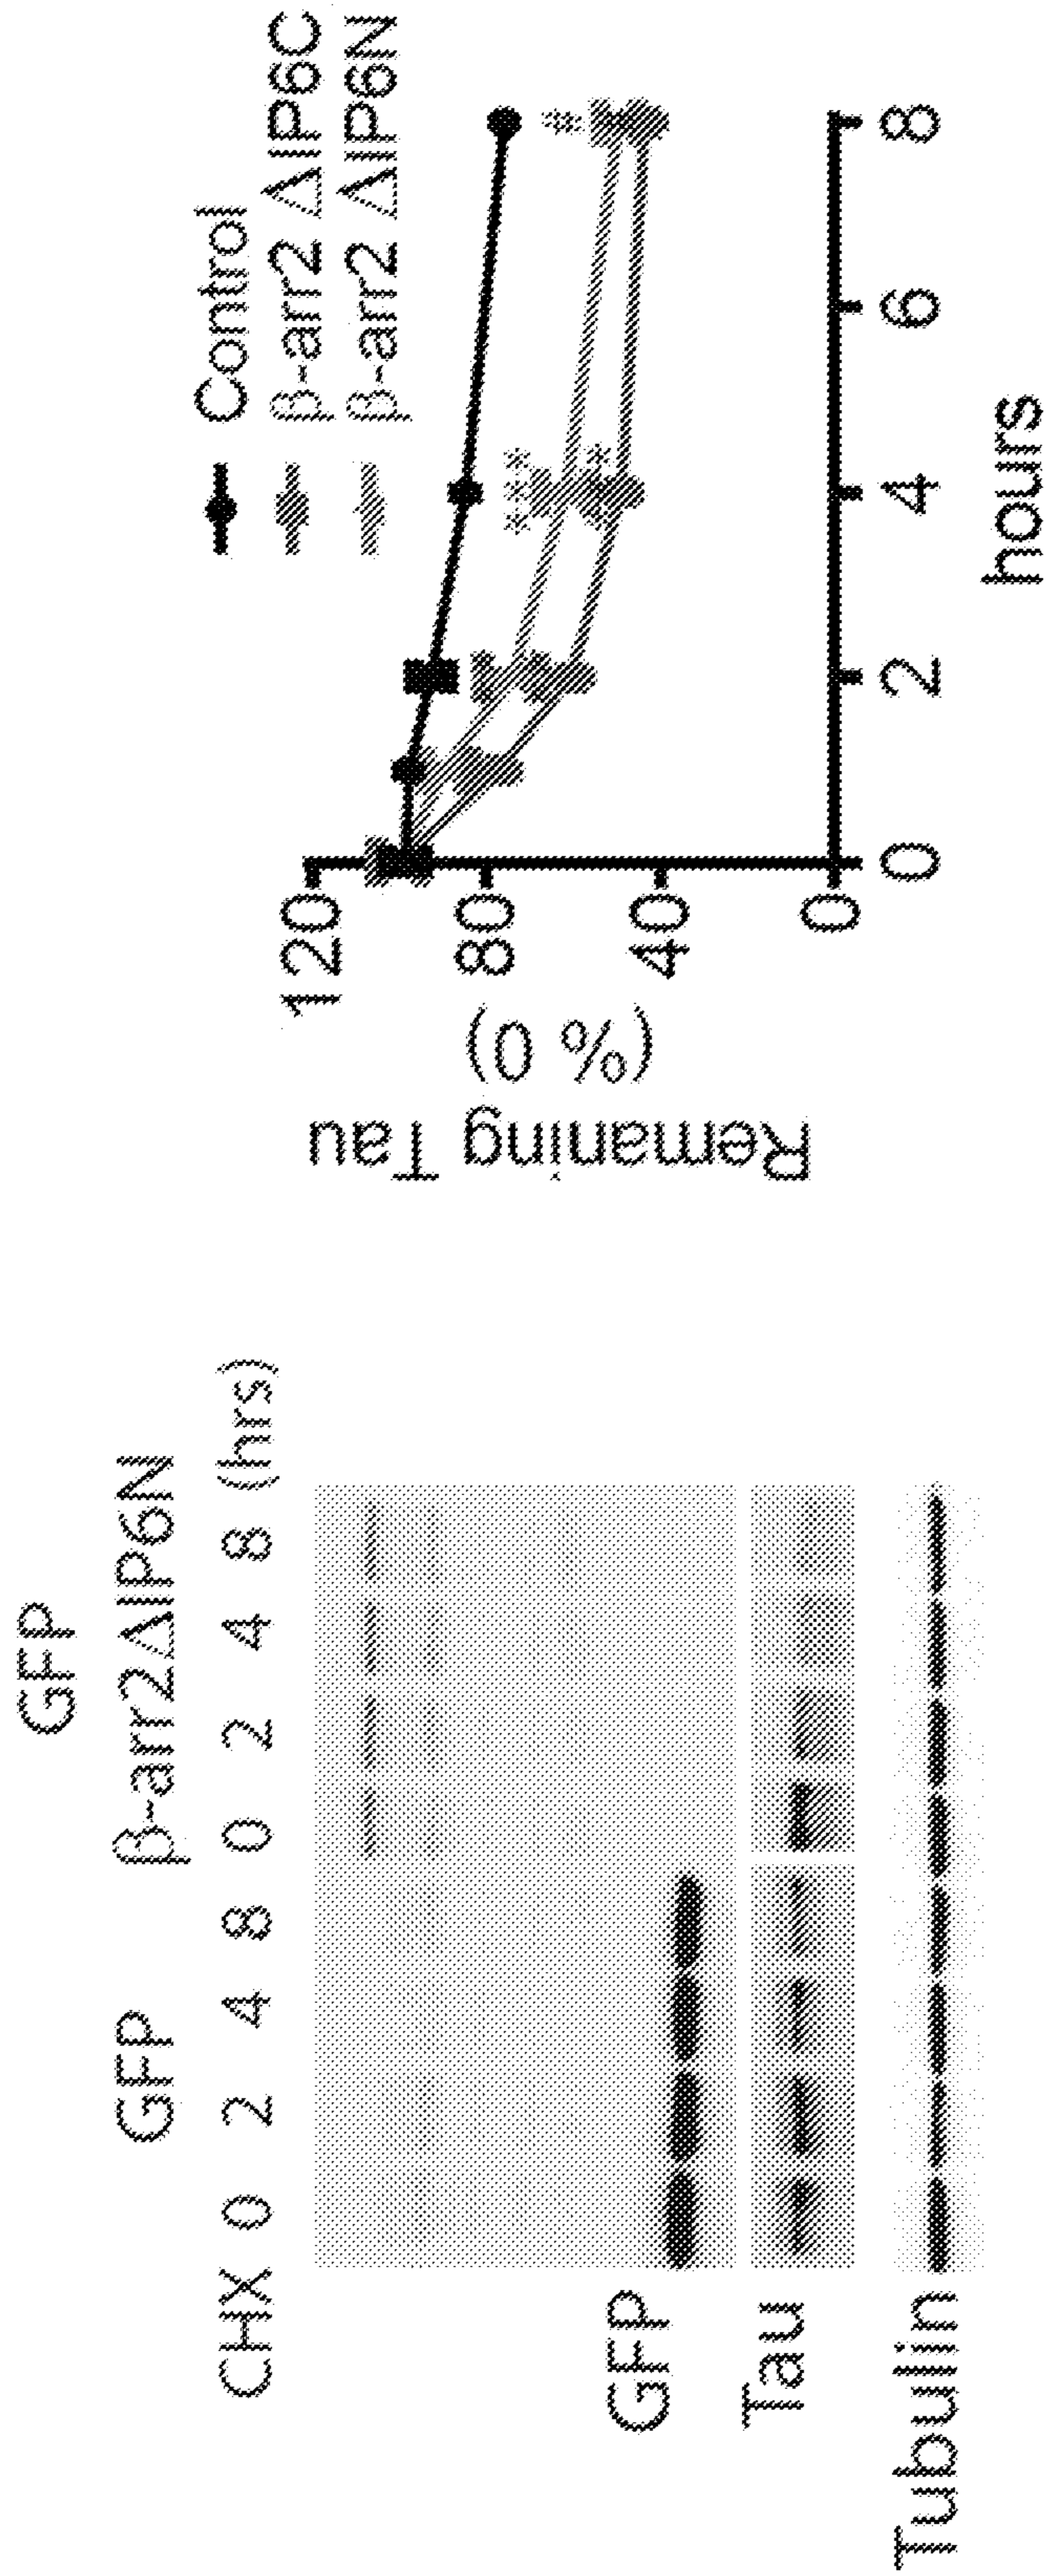 GFP
GFP β-arr2ΔIP6N
CHX 0 2 4 8 0 2 4 8 (hrs)
GFP
Tau
Tubulin
Control
β-arr2 ΔIP6C
β-arr2 ΔIP6N
Remaning Tau
(% 0)
120
80
40
0
***
***
#
0 2 4 6 8
hours